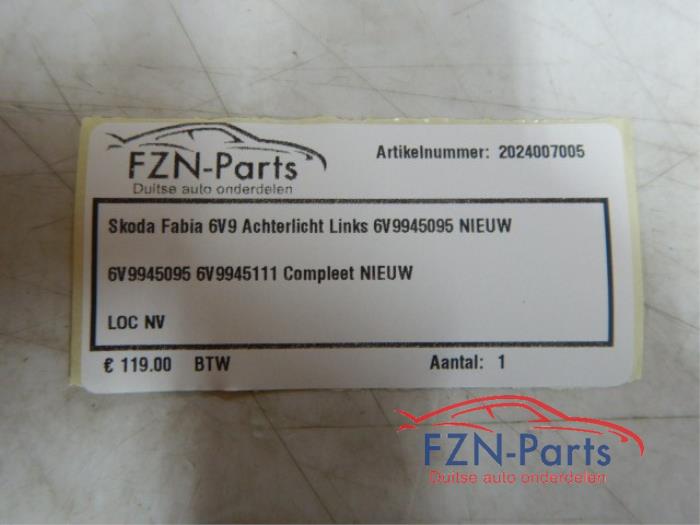 FZN-Parts
Duitse auto onderdelen
Artikelnummer: 2024007005
Skoda Fabia 6V9 Achterlicht Links 6V9945095 NIEUW
6V9945095 6V9945111 Compleet NIEUW
LOC NV
€ 119.00 BTW Aantal: 1
FZN-Parts
Duitse auto onderdelen